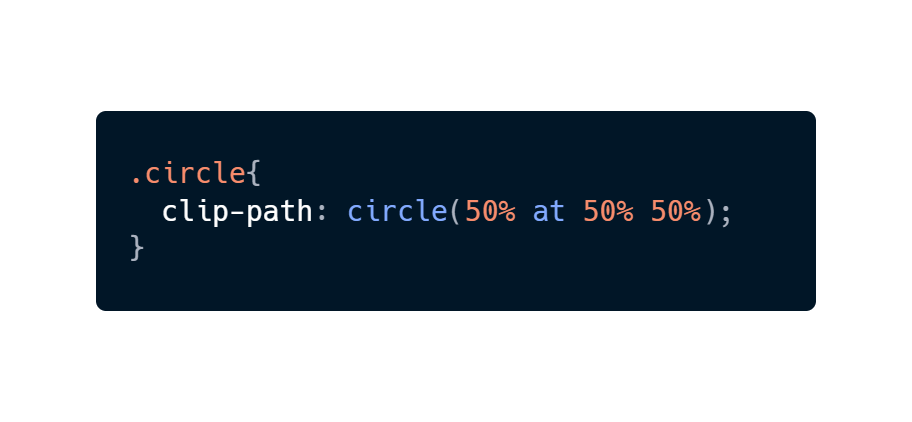 .circle{
  clip-path: circle(50% at 50% 50%);
}